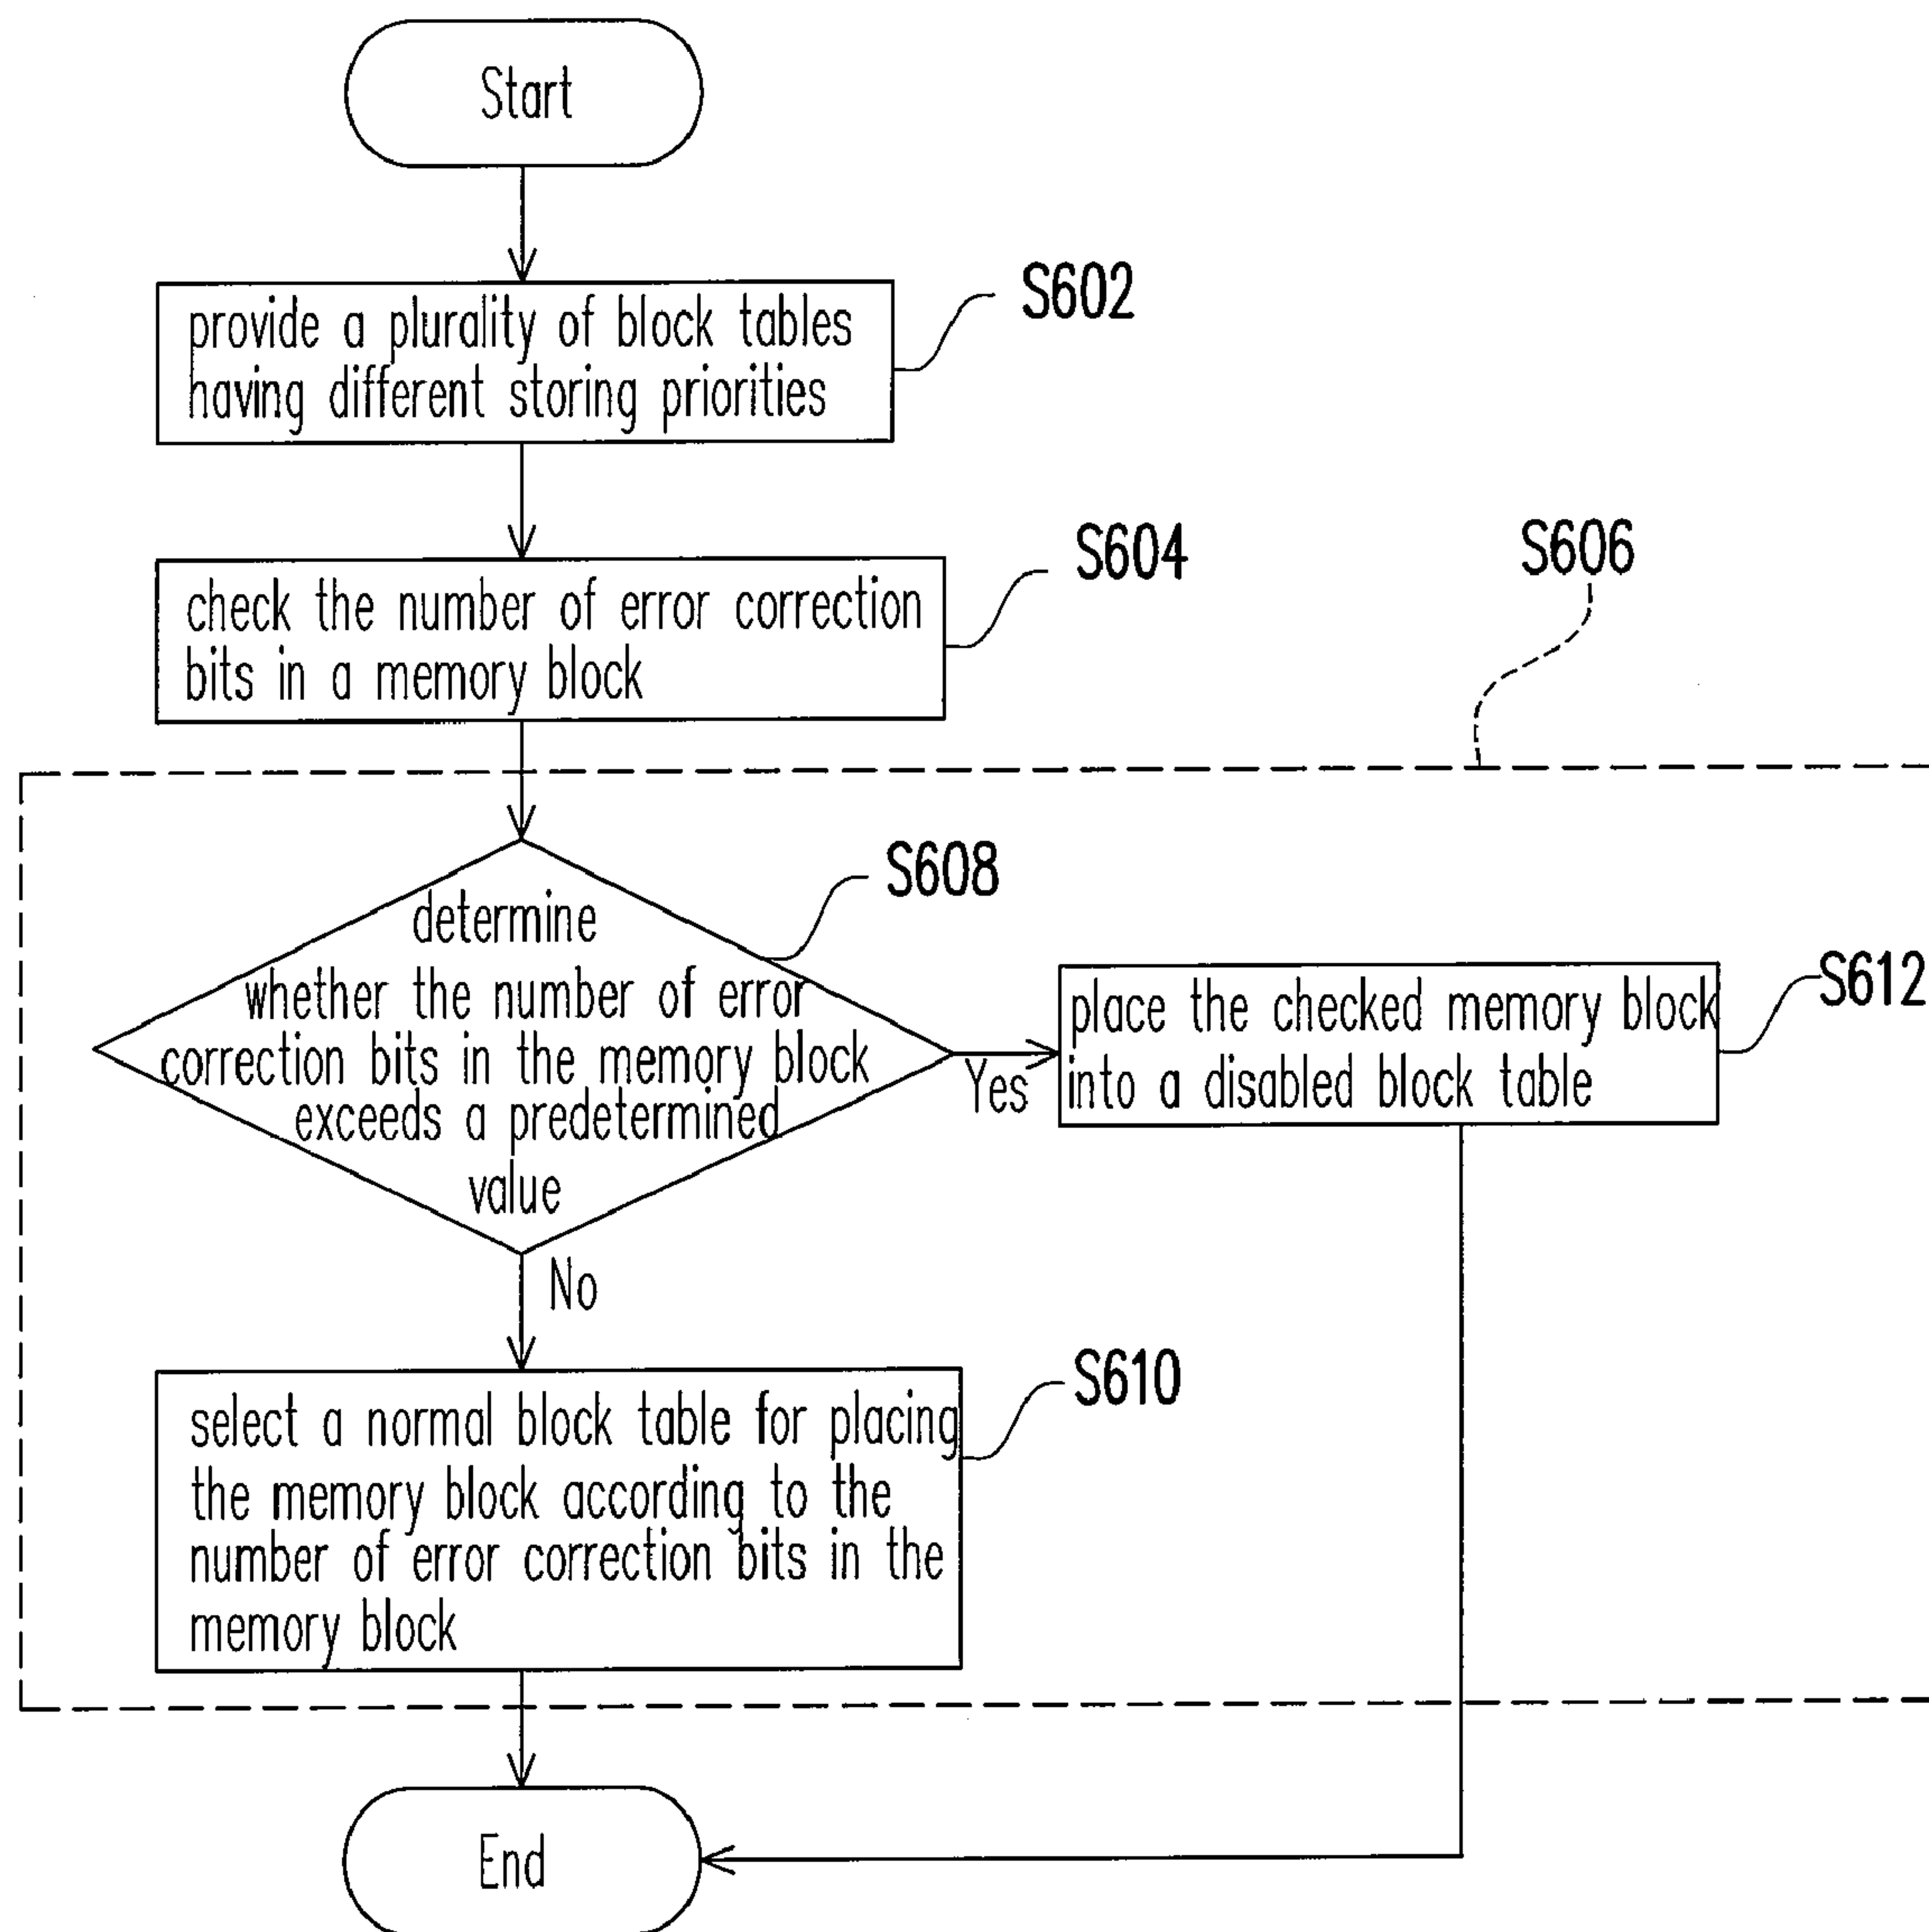 Start
provide a plurality of block tables
having different storing priorities
S602
check the number of error correction
bits in a memory block
S604
S606
determine
whether the number of error
correction bits in the memory block
exceeds a predetermined
value
S608
Yes
place the checked memory block
into a disabled block table
S612
No
select a normal block table for placing
the memory block according to the
number of error correction bits in the
memory block
S610
End